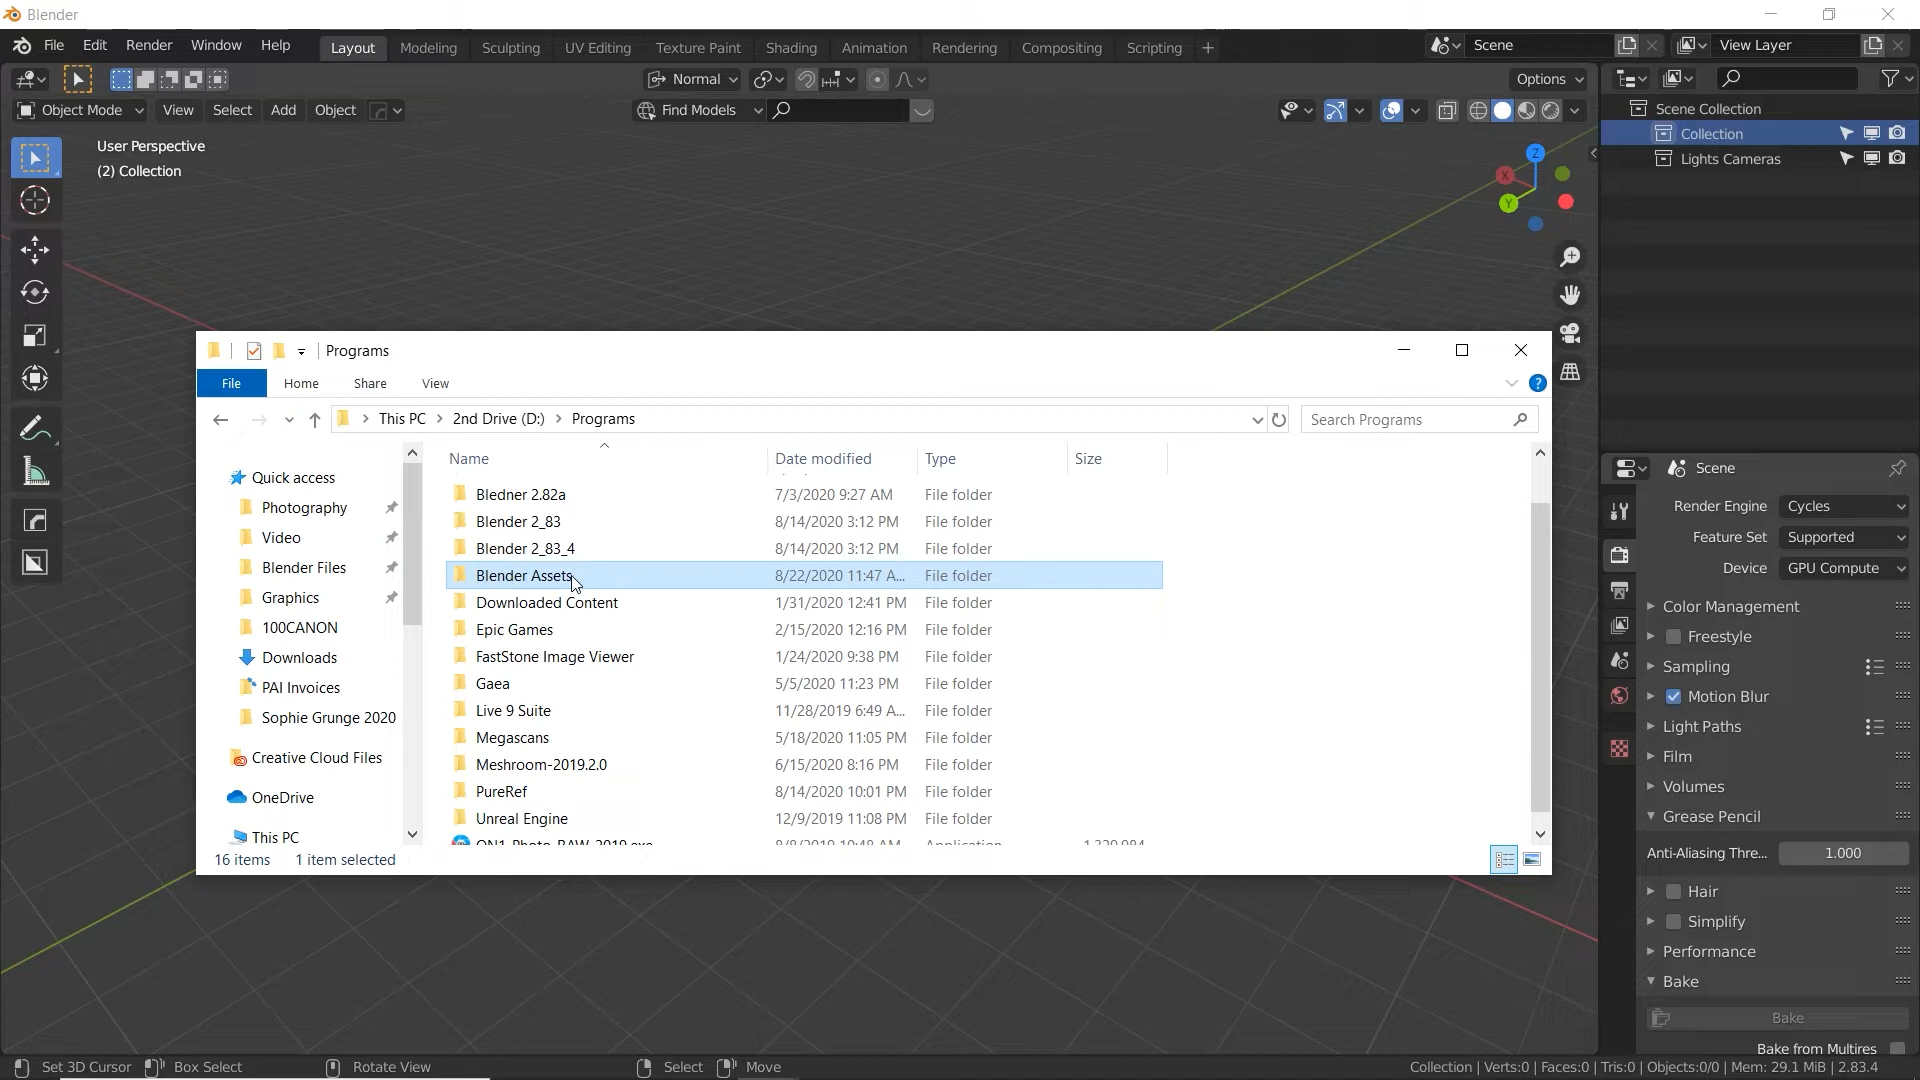 Blender
File Edit Render Window Help Layout Modeling Sculpting UV Editing Texture Paint Shading Animation Rendering Compositing Scripting + Scene View Layer
Normal Options
Object Mode View Select Add Object Find Models
User Perspective
(2) Collection
Z
X
Y
Scene Collection
Collection
Lights Cameras
Programs
File Home Share View
This PC > 2nd Drive (D:) > Programs
Search Programs
Quick access
Photography
Video
Blender Files
Graphics
100CANON
Downloads
PAI Invoices
Sophie Grunge 2020
Creative Cloud Files
OneDrive
This PC
Name Date modified Type Size
Bledner 2.82a 7/3/2020 9:27 AM File folder
Blender 2_83 8/14/2020 3:12 PM File folder
Blender 2_83_4 8/14/2020 3:12 PM File folder
Blender Assets 8/22/2020 11:47 A... File folder
Downloaded Content 1/31/2020 12:41 PM File folder
Epic Games 2/15/2020 12:16 PM File folder
FastStone Image Viewer 1/24/2020 9:38 PM File folder
Gaea 5/5/2020 11:23 PM File folder
Live 9 Suite 11/28/2019 6:49 A... File folder
Megascans 5/18/2020 11:05 PM File folder
Meshroom-2019.2.0 6/15/2020 8:16 PM File folder
PureRef 8/14/2020 10:01 PM File folder
Unreal Engine 12/9/2019 11:08 PM File folder
16 items 1 item selected
Scene
Render Engine Cycles
Feature Set Supported
Device GPU Compute
Color Management
Freestyle
Sampling
Motion Blur
Light Paths
Film
Volumes
Grease Pencil
Anti-Aliasing Thre... 1.000
Hair
Simplify
Performance
Bake
Bake
Bake from Multires
Set 3D Cursor Box Select Rotate View Select Move Collection | Verts:0 | Faces:0 | Tris:0 | Objects:0/0 | Mem: 29.1 MiB | 2.83.4